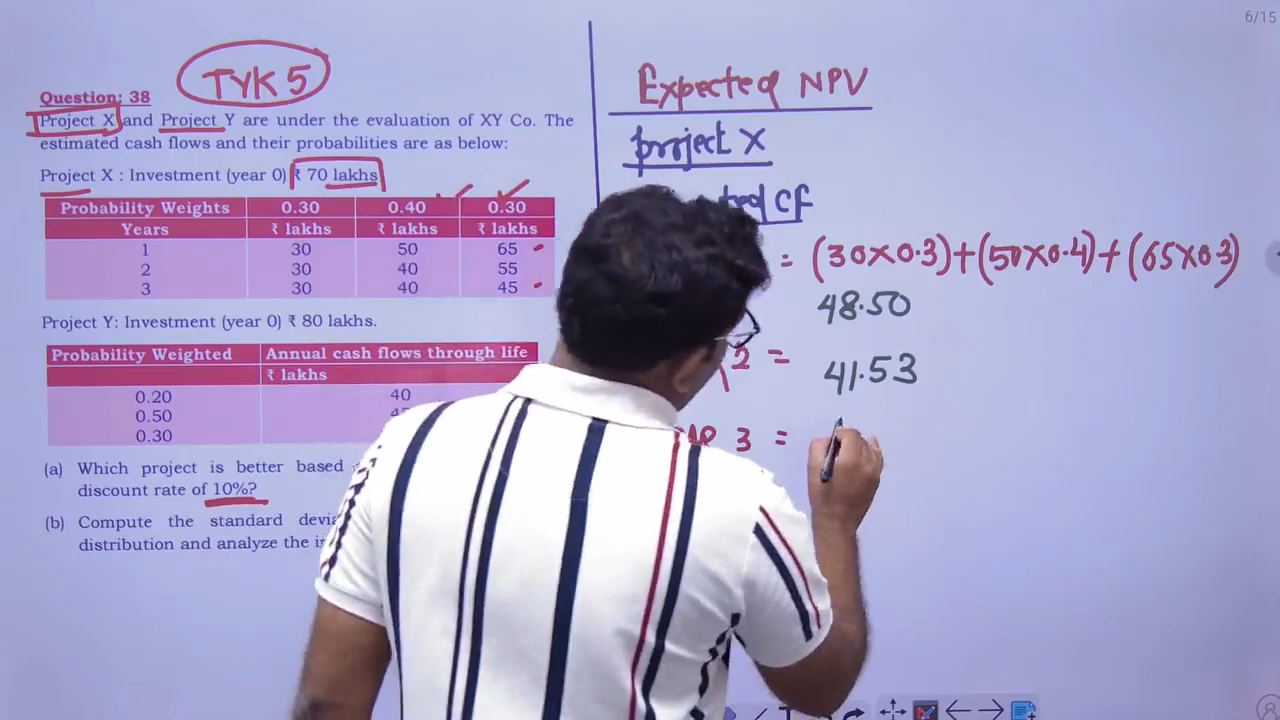 6/15
TYK 5
Question; 38
Project X and Project Y are under the evaluation of XY Co. The
estimated cash flows and their probabilities are as below:
Project X : Investment (year 0) ₹ 70 lakhs
Probability Weights 0.30 0.40 0.30
Years ₹ lakhs ₹ lakhs ₹ lakhs
1 30 50 65
2 30 40 55
3 30 40 45
Project Y: Investment (year 0) ₹ 80 lakhs.
Probability Weighted Annual cash flows through life
₹ lakhs
0.20 40
0.50
0.30
(a) Which project is better based
discount rate of 10%?
(b) Compute the standard
distribution and analyze the
Expected NPV
Project X
CF
= (30×0.3)+(50×0.4)+(65×0.3)
48.50
2 = 41.53
3 =